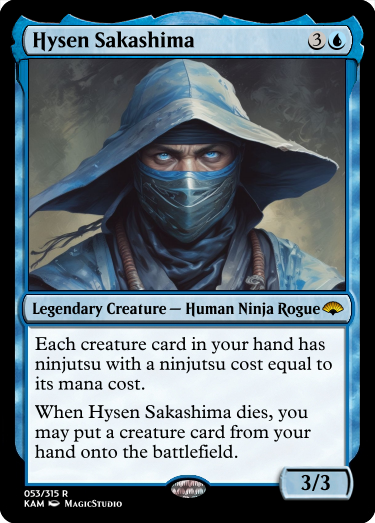 Hysen Sakashima 3
Legendary Creature — Human Ninja Rogue
Each creature card in your hand has
ninjutsu with a ninjutsu cost equal to
its mana cost.
When Hysen Sakashima dies, you
may put a creature card from your
hand onto the battlefield.
3/3
053/315 R
KAM MagicStudio